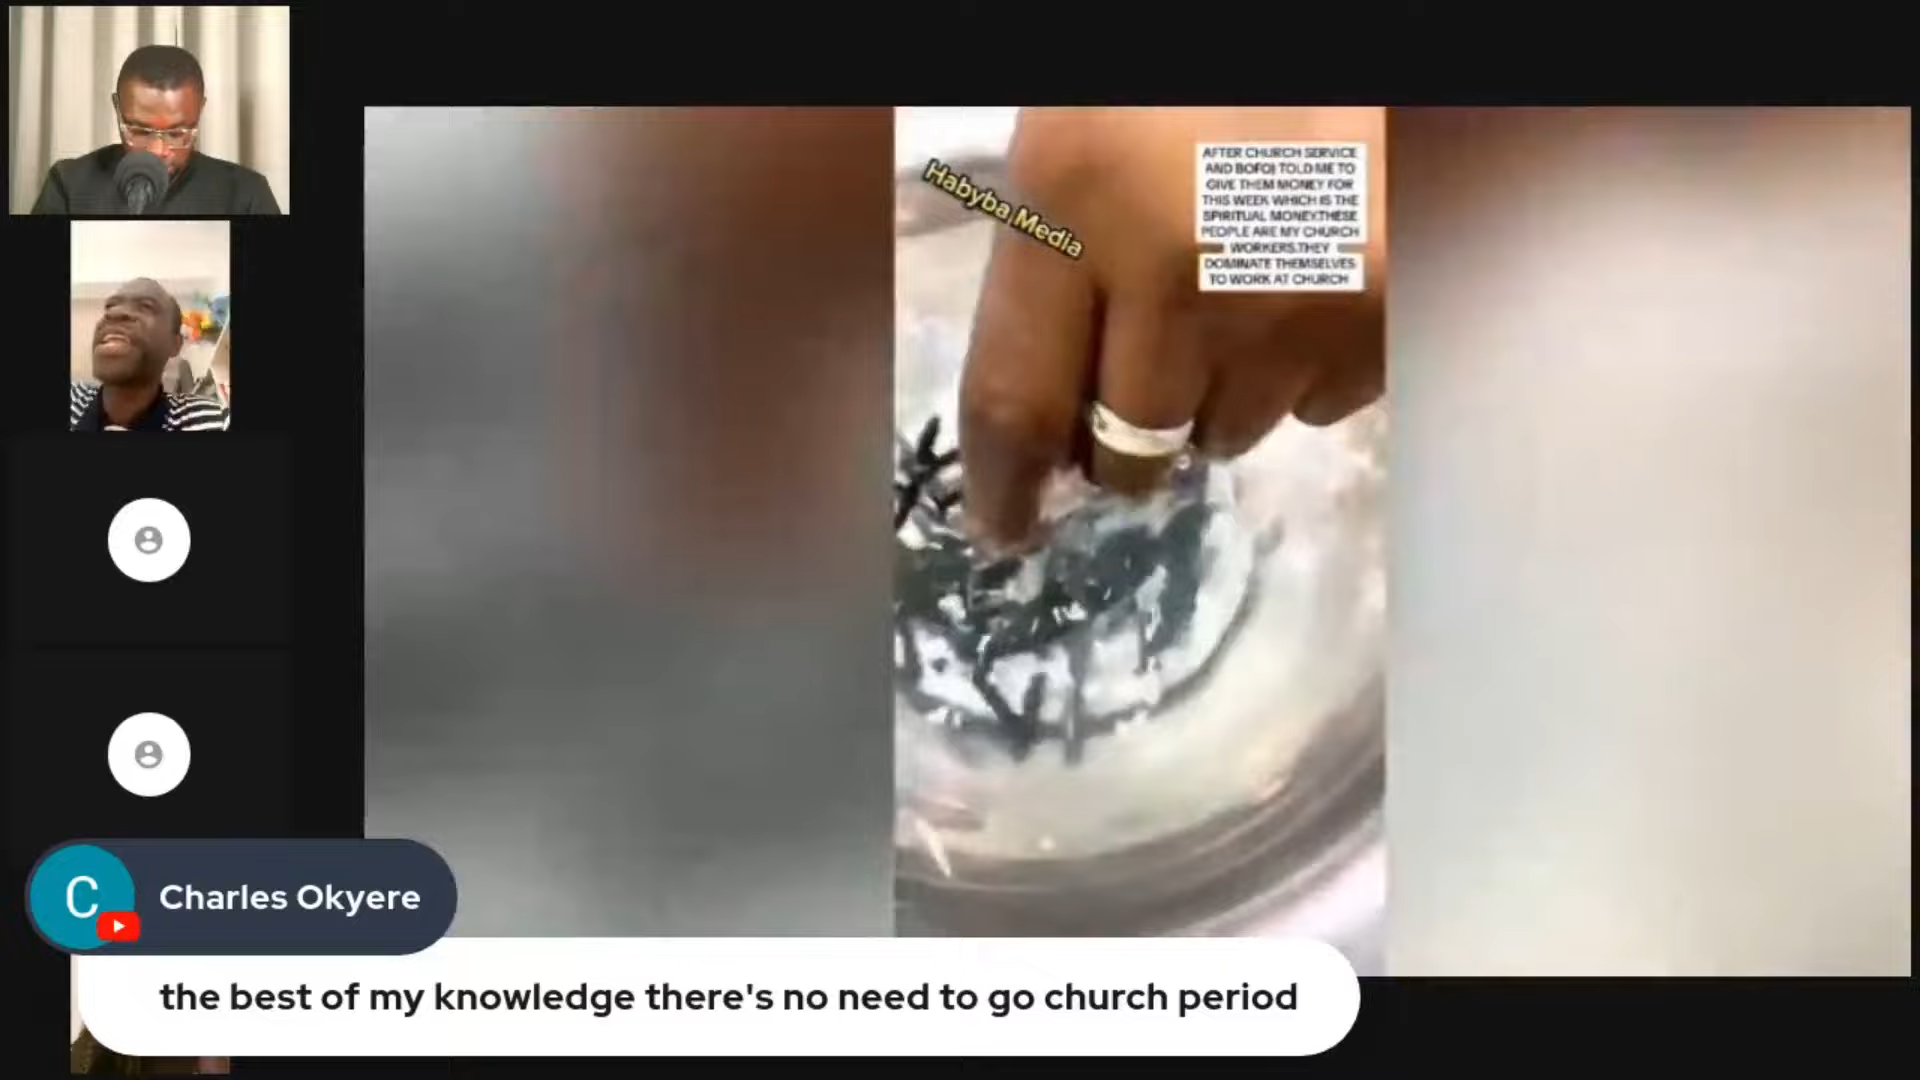 Habyba Media
AFTER CHURCH SERVICE
AND BOFOJ TOLD ME TO
GIVE THEM MONEY FOR
THIS WEEK WHICH IS THE
SPIRITUAL MONEY.THESE
PEOPLE ARE MY CHURCH
WORKERS.THEY
DOMINATE THEMSELVES
TO WORK AT CHURCH
C
Charles Okyere
the best of my knowledge there's no need to go church period